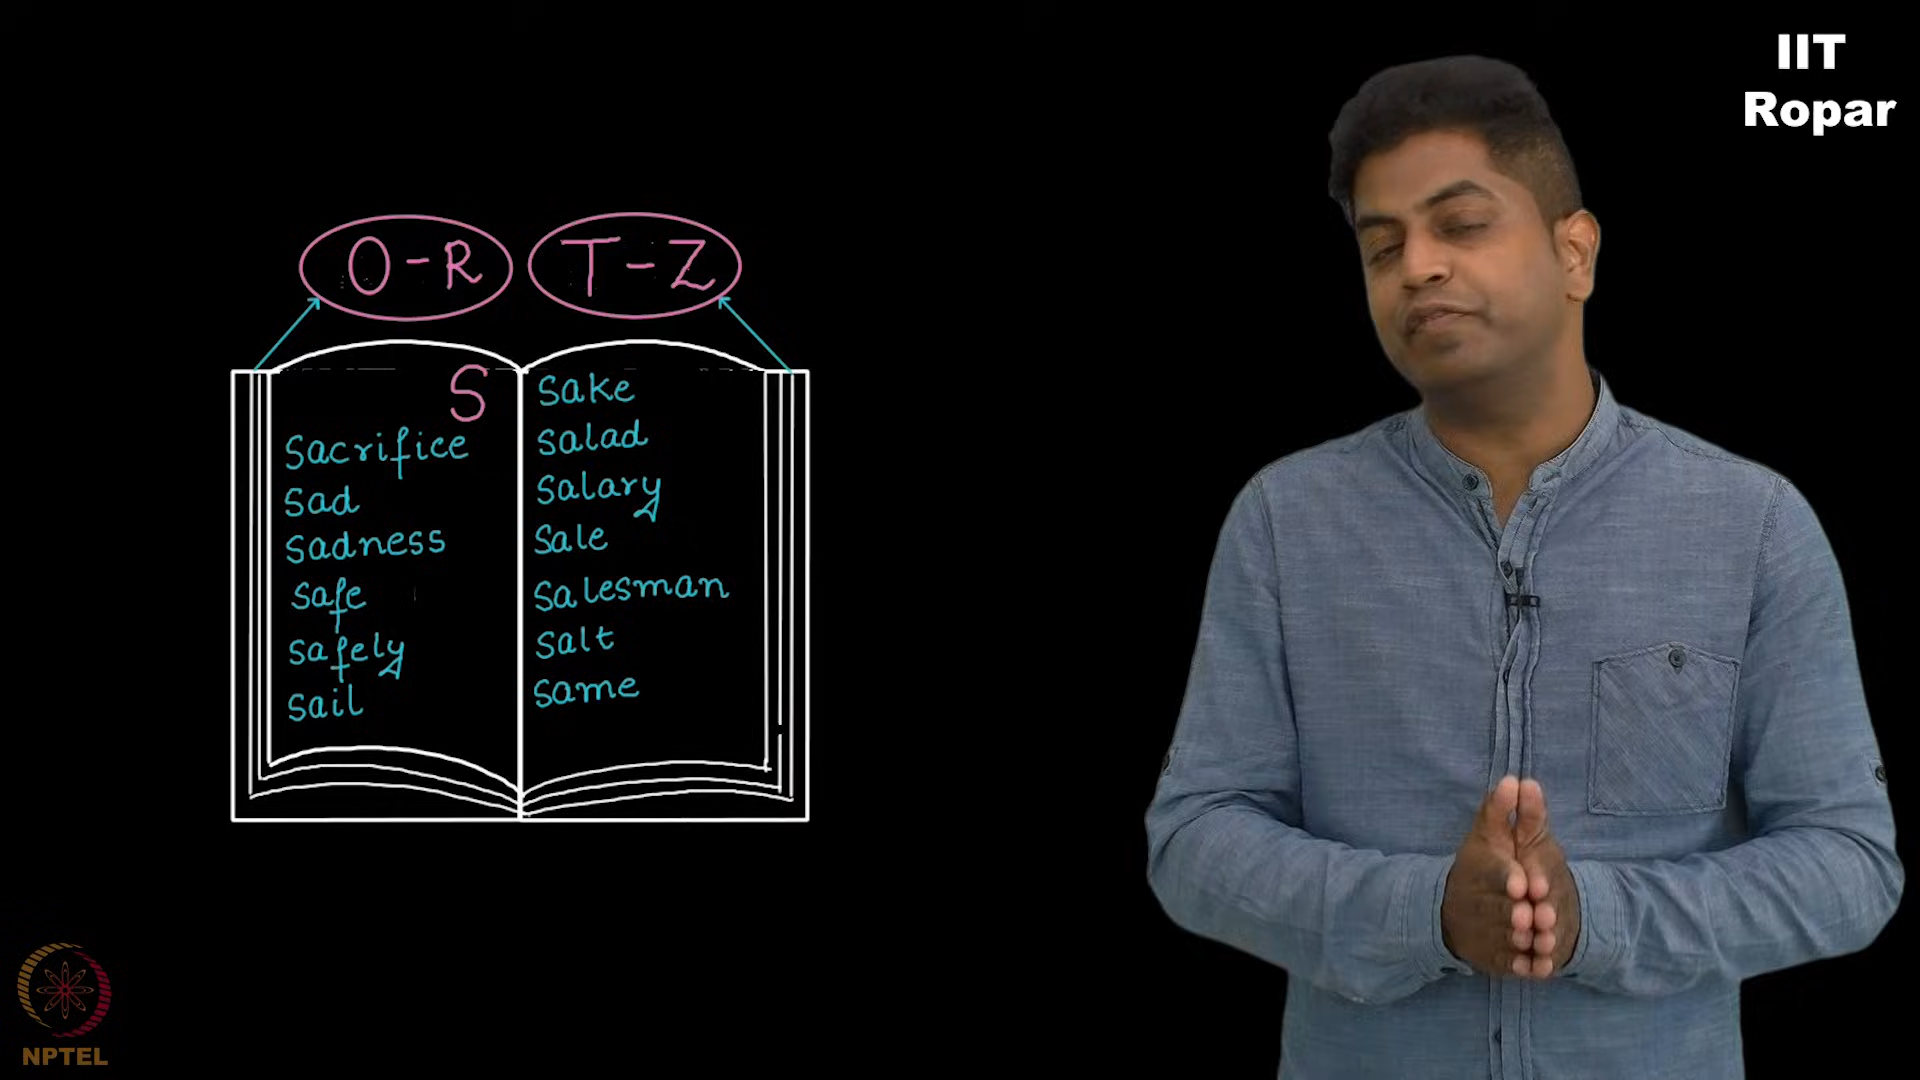 IIT
Ropar
O-R
T-Z
S
Sacrifice
Sad
Sadness
Safe
Safely
Sail
Sake
Salad
Salary
Sale
Salesman
Salt
Same
NPTEL